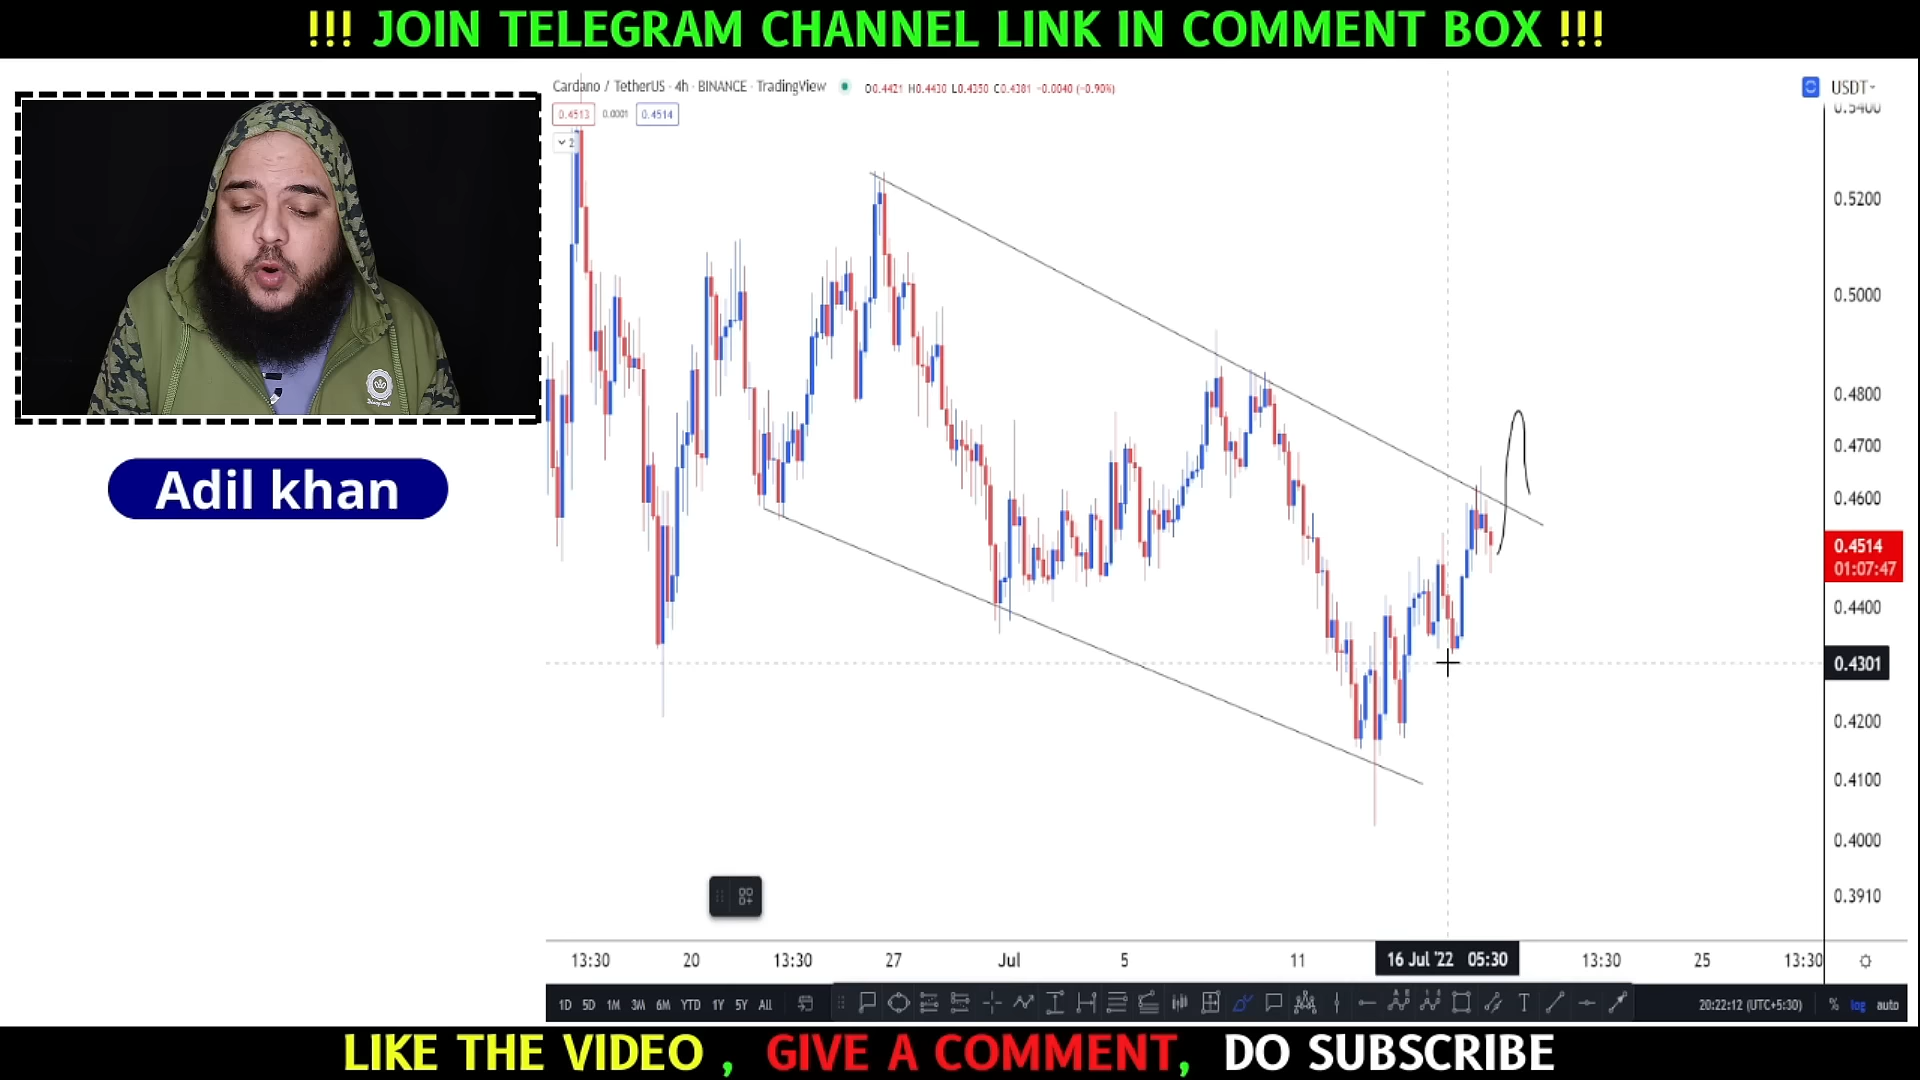 !!! JOIN TELEGRAM CHANNEL LINK IN COMMENT BOX !!!
Cardano / TetherUS · 4h · BINANCE · TradingView
O0.4421 H0.4430 L0.4350 C0.4381 -0.0040 (-0.90%)
USDT
0.4513 0.0001 0.4514
2
0.5400
0.5200
0.5000
0.4800
0.4700
0.4600
0.4514
01:07:47
0.4400
0.4301
0.4200
0.4100
0.4000
0.3910
Adil khan
13:30 20 13:30 27 Jul 5 11 16 Jul '22 05:30 13:30 25 13:30
1D 5D 1M 3M 6M YTD 1Y 5Y All T 20:22:12 (UTC+5:30) % log auto
LIKE THE VIDEO , GIVE A COMMENT, DO SUBSCRIBE